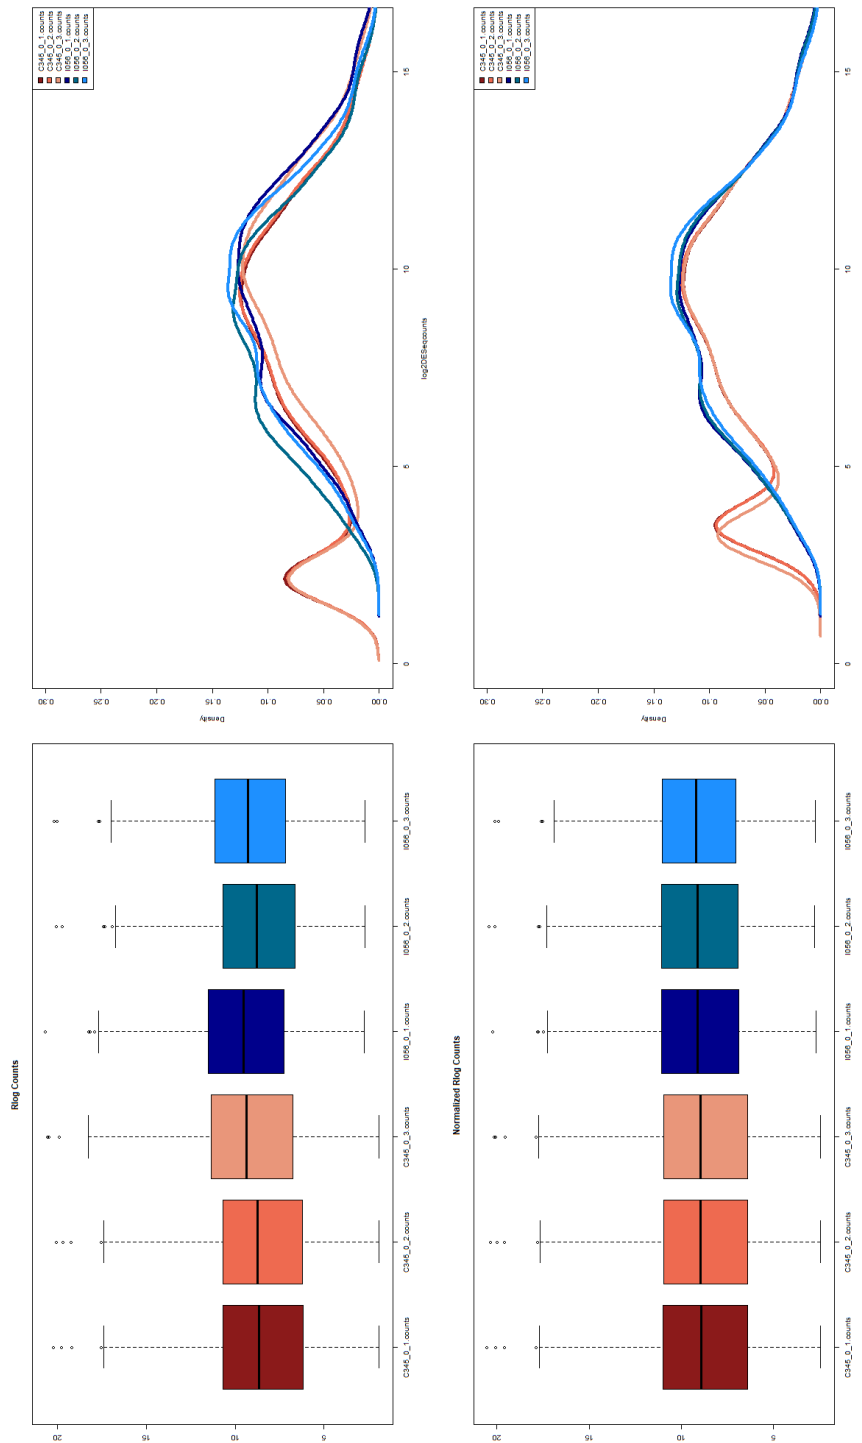 C345_0_1.counts
C345_0_2.counts
C345_0_3.counts
I056_0_1.counts
I056_0_2.counts
I056_0_3.counts
0 5 10 15
log2DESeqcounts
0.30 0.25 0.20 0.15 0.10 0.05 0.00
Density
C345_0_1.counts
C345_0_2.counts
C345_0_3.counts
I056_0_1.counts
I056_0_2.counts
I056_0_3.counts
0 5 10 15
0.30 0.25 0.20 0.15 0.10 0.05 0.00
Density
Rlog Counts
20 15 10 5
C345_0_1.counts
C345_0_2.counts
C345_0_3.counts
I056_0_1.counts
I056_0_2.counts
I056_0_3.counts
Normalized Rlog Counts
20 15 10 5
C345_0_1.counts
C345_0_2.counts
C345_0_3.counts
I056_0_1.counts
I056_0_2.counts
I056_0_3.counts